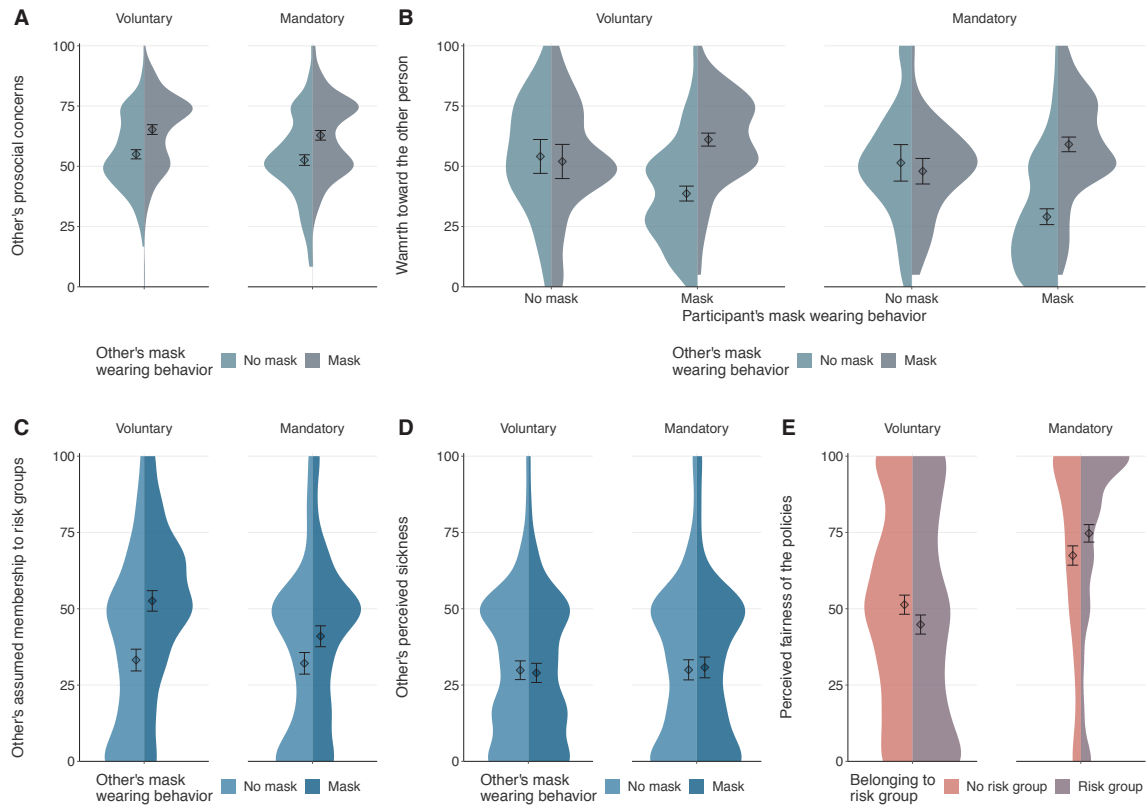 A
Voluntary
Mandatory
Other's prosocial concerns
100
75
50
25
0
Other's mask
wearing behavior
No mask
Mask
B
Voluntary
Mandatory
Wamrth toward the other person
100
75
50
25
0
No mask
Mask
No mask
Mask
Participant's mask wearing behavior
Other's mask
wearing behavior
No mask
Mask
C
Voluntary
Mandatory
Other's assumed membership to risk groups
100
75
50
25
0
Other's mask
wearing behavior
No mask
Mask
D
Voluntary
Mandatory
Other's perceived sickness
100
75
50
25
0
Other's mask
wearing behavior
No mask
Mask
E
Voluntary
Mandatory
Perceived fairness of the policies
100
75
50
25
0
Belonging to
risk group
No risk group
Risk group